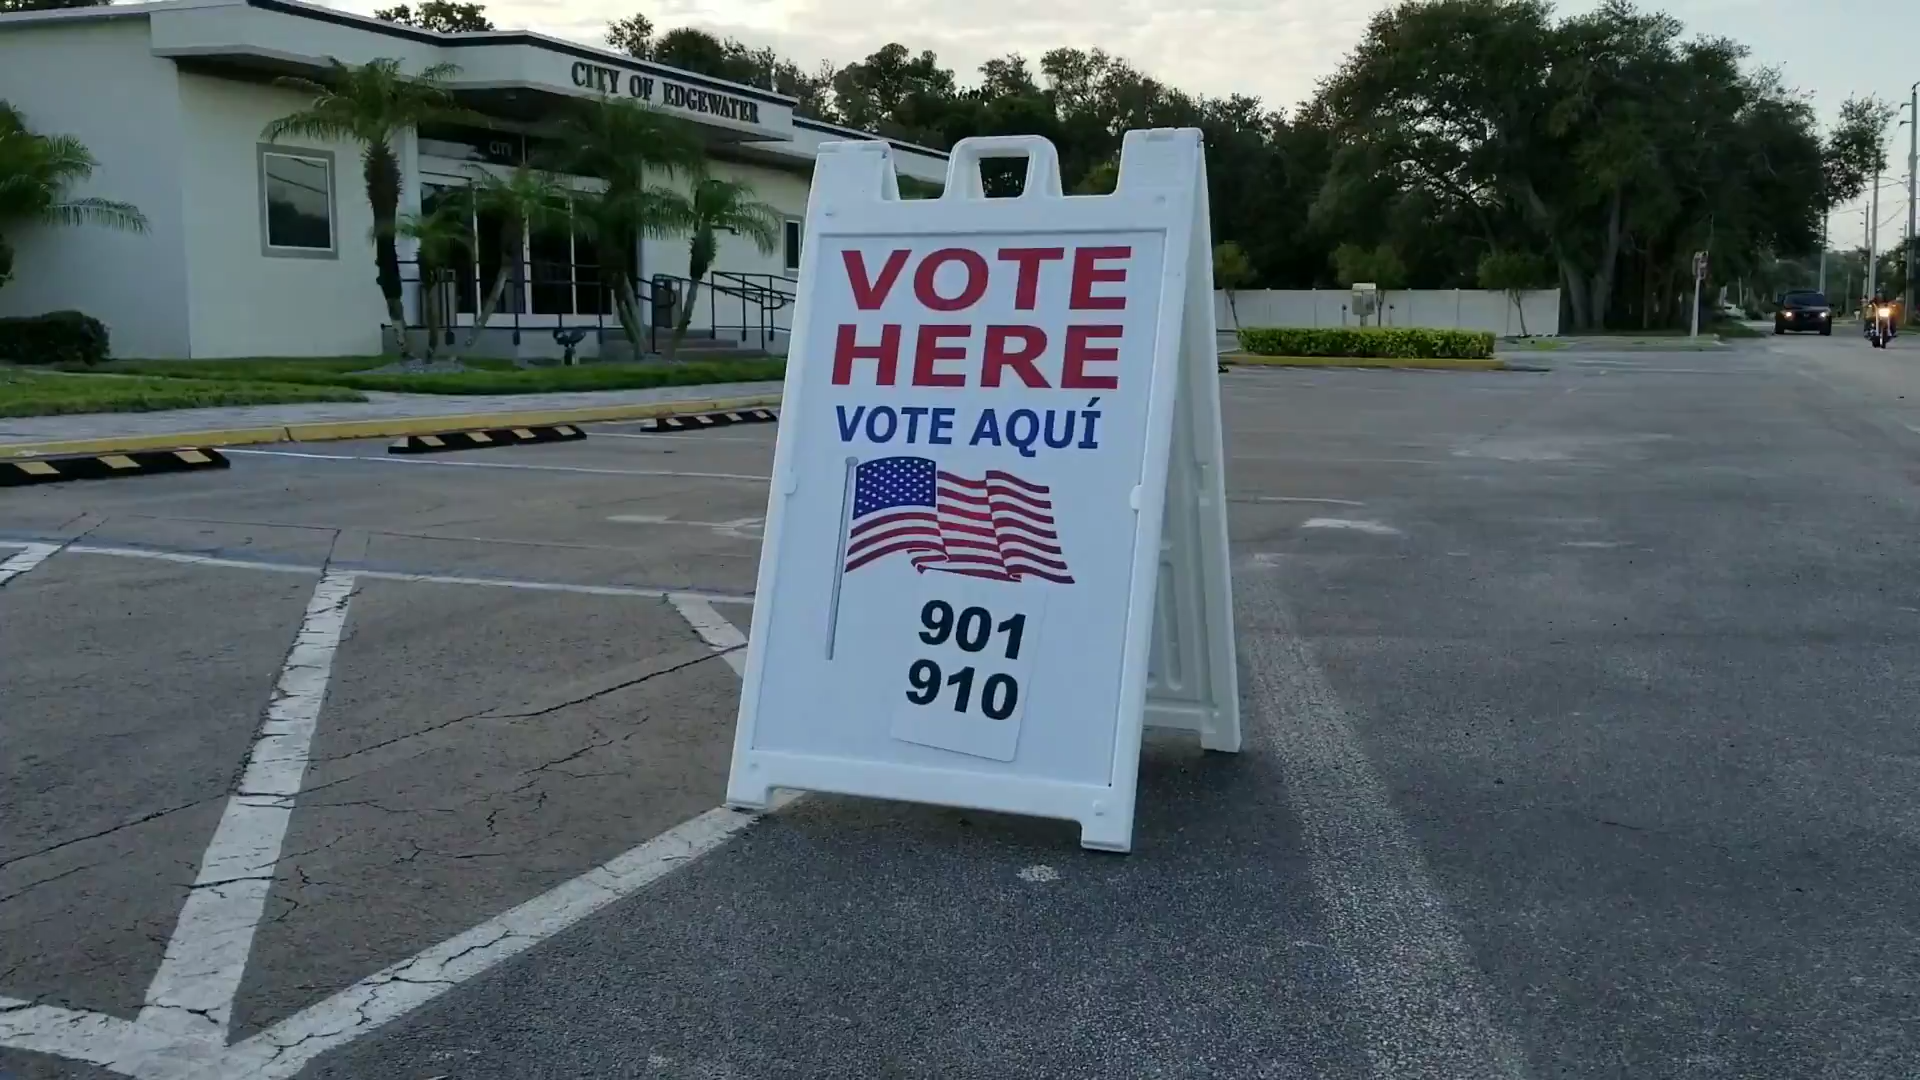 CITY OF EDGEWATER
CITY
VOTE
HERE
VOTE AQUÍ
901
910